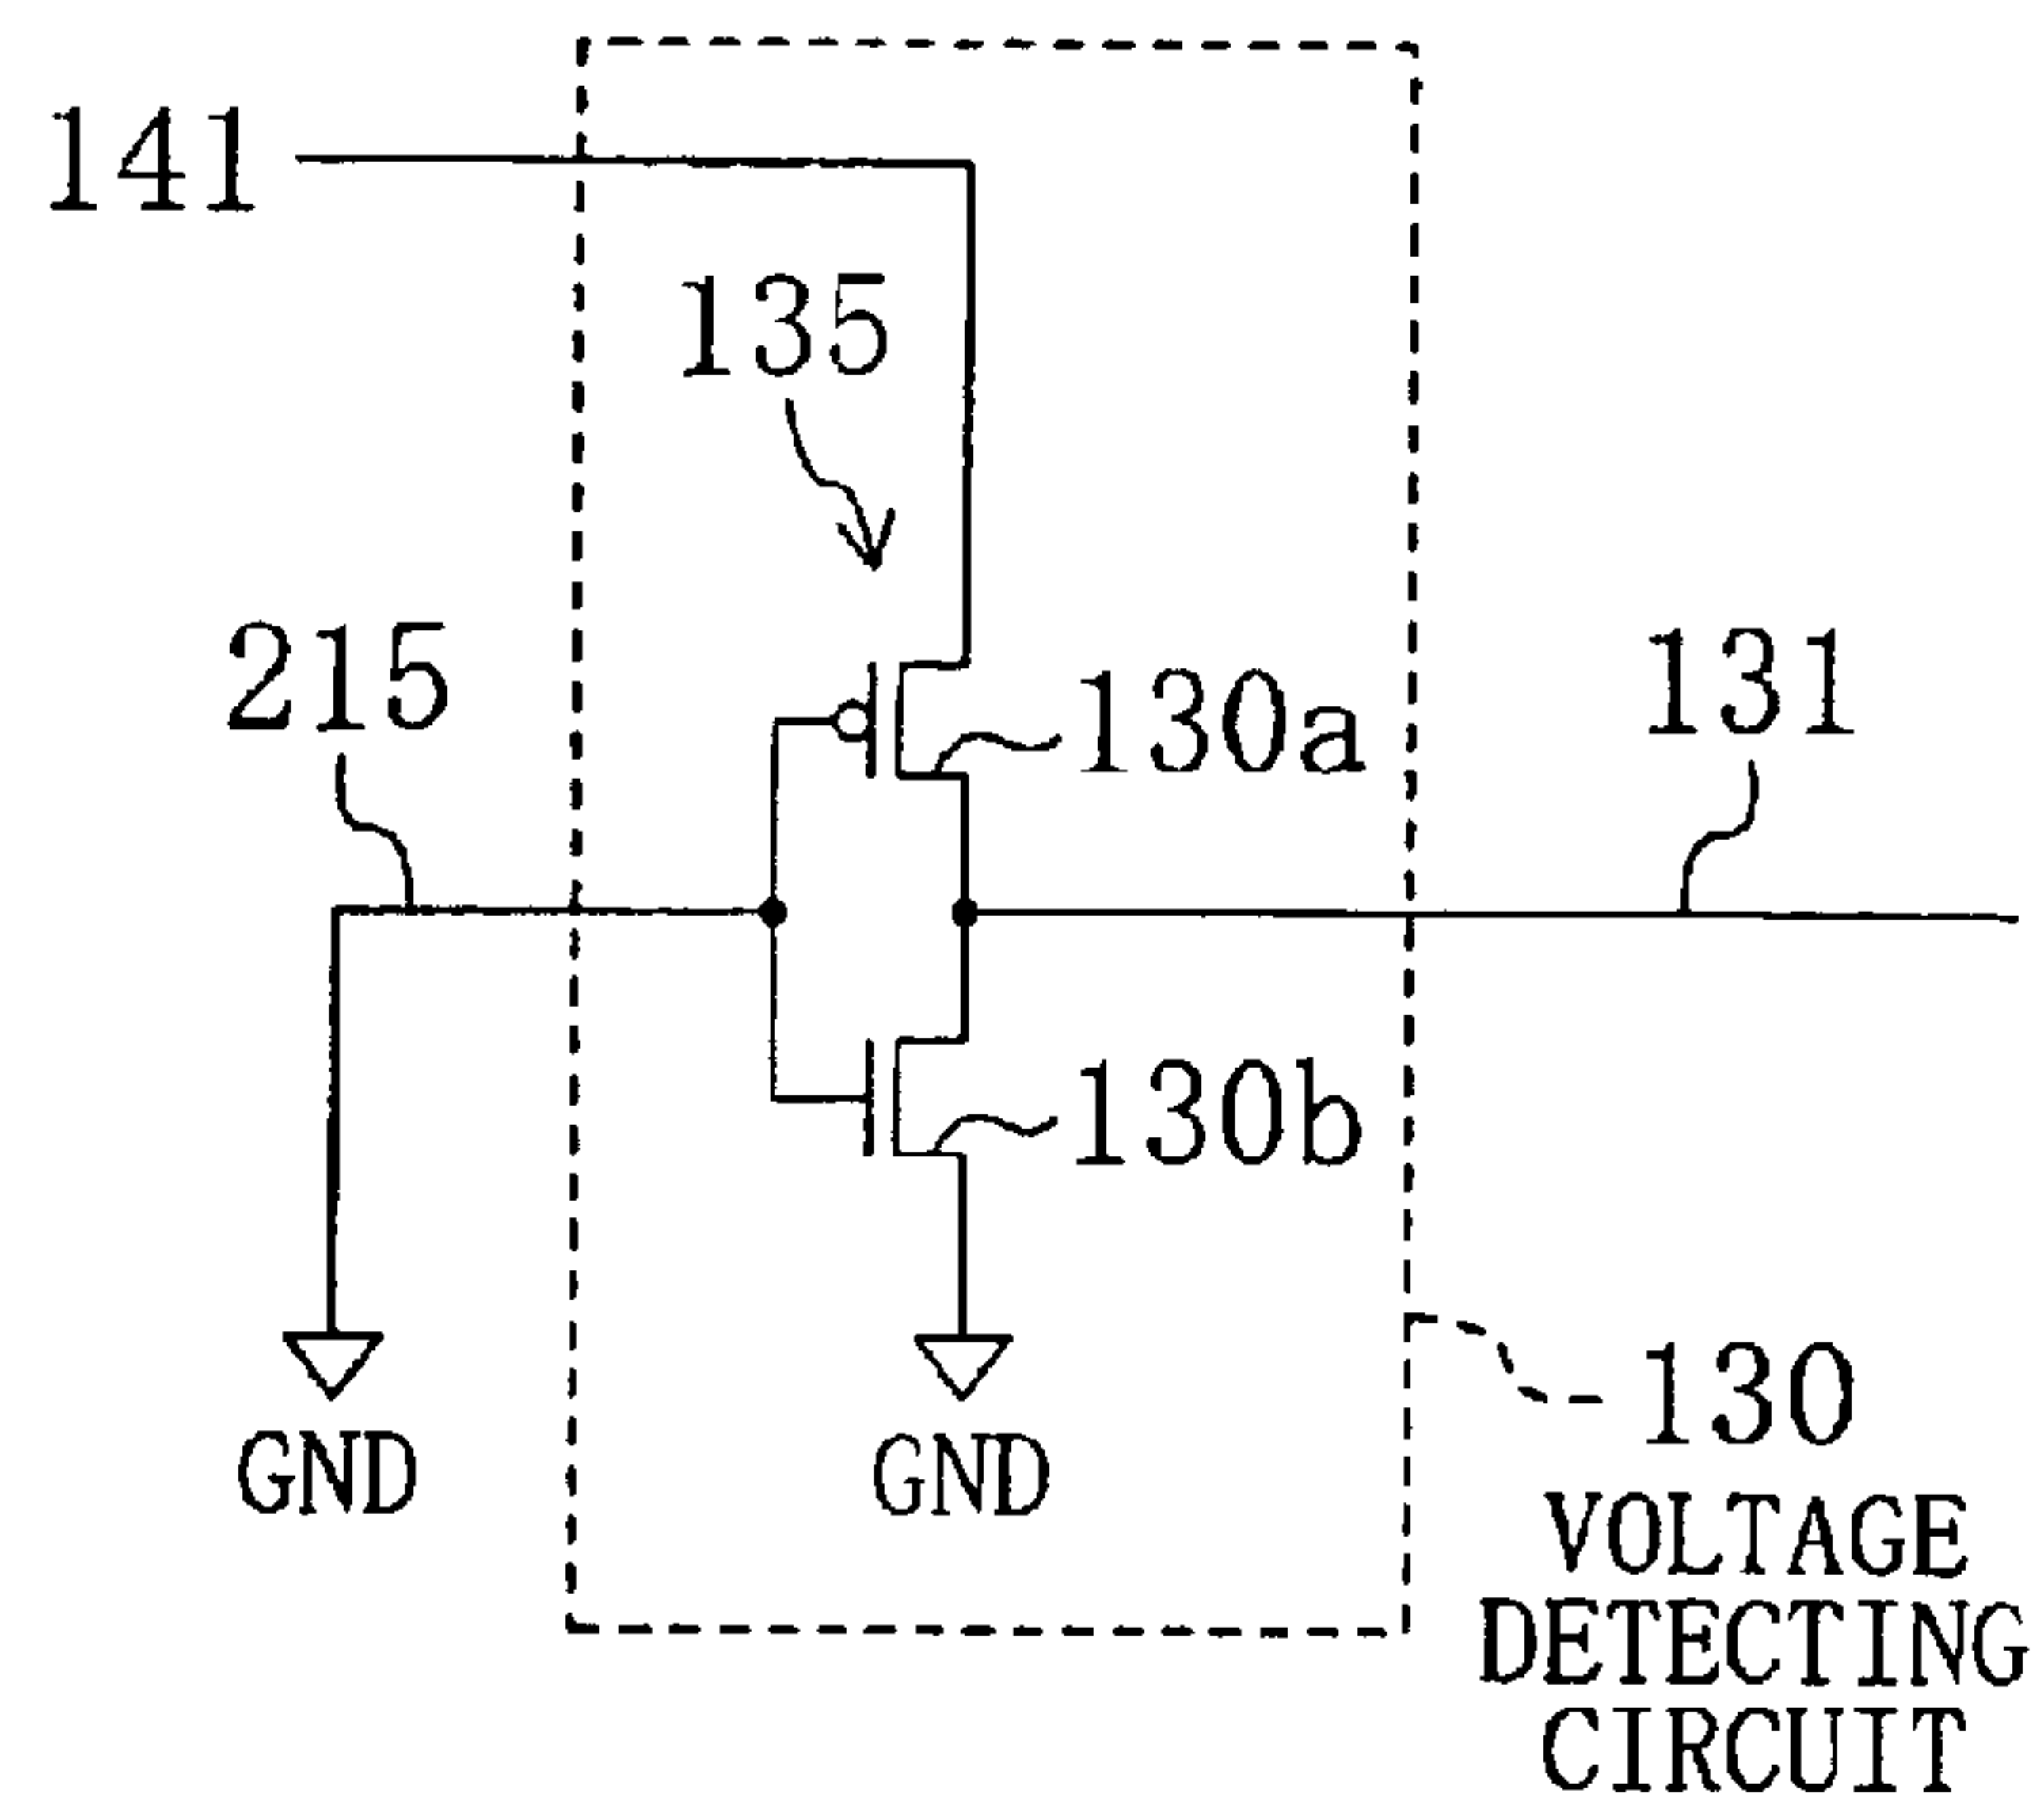 141
135
215
130a
131
130b
130
GND
GND
VOLTAGE
DETECTING
CIRCUIT